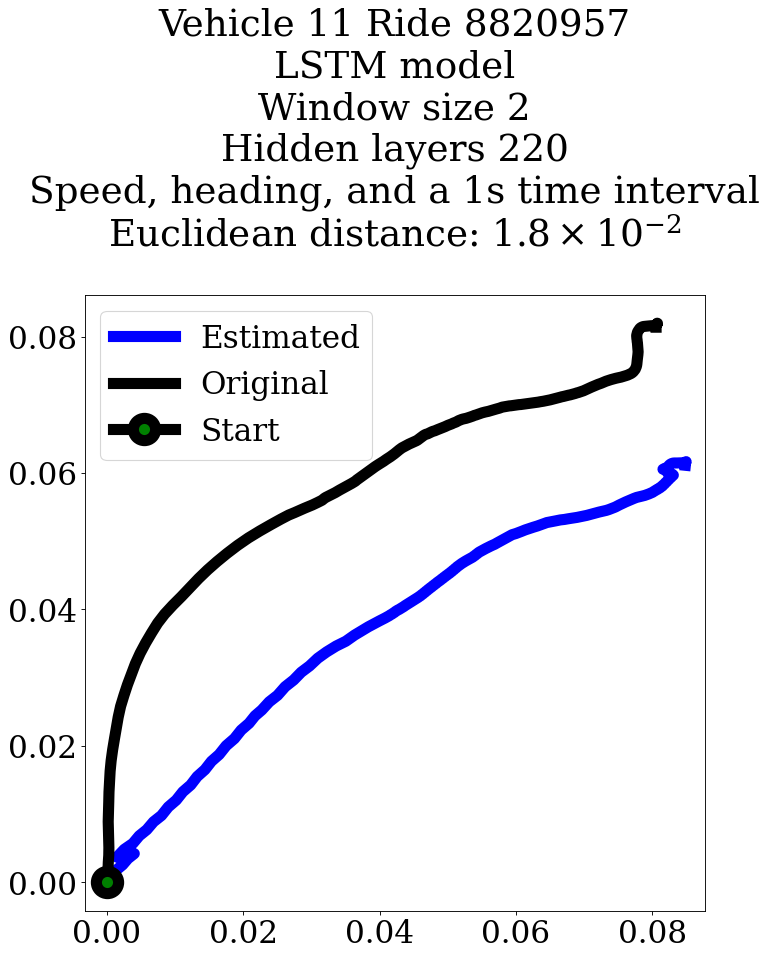 Vehicle 11 Ride 8820957
LSTM model
Window size 2
Hidden layers 220
Speed, heading, and a 1s time interval
Euclidean distance: 1.8 × 10⁻²
Estimated
Original
Start
0.08
0.06
0.04
0.02
0.00
0.00 0.02 0.04 0.06 0.08